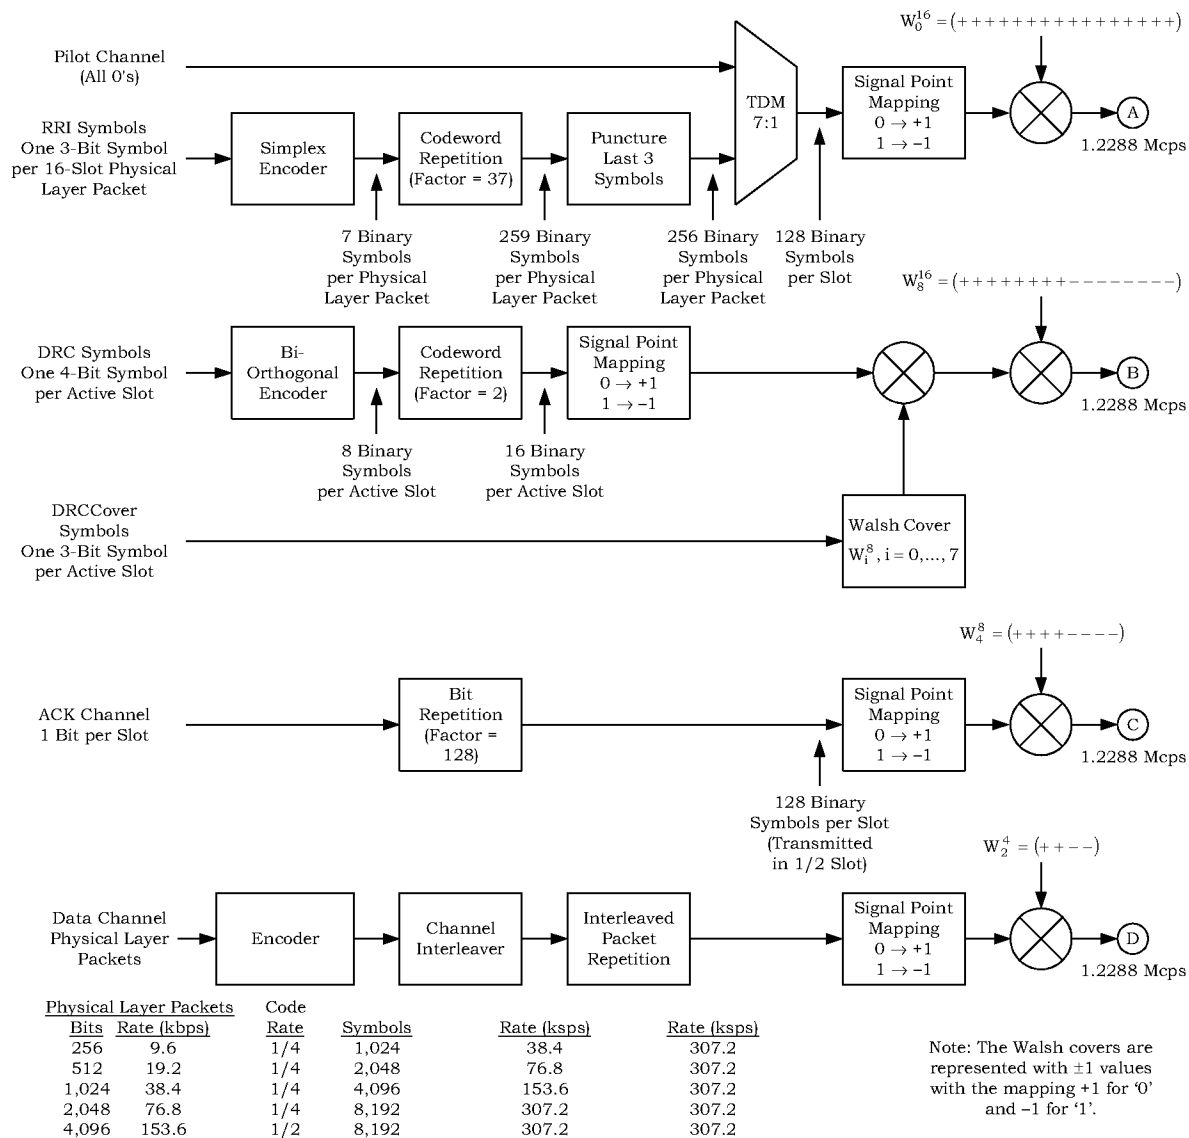 W₀¹⁶ = (++++++++++++++++)
Pilot Channel
(All 0's)
TDM
7:1
Signal Point
Mapping
0 → +1
1 → –1
A
1.2288 Mcps
RRI Symbols
One 3-Bit Symbol
per 16-Slot Physical
Layer Packet
Simplex
Encoder
Codeword
Repetition
(Factor = 37)
Puncture
Last 3
Symbols
7 Binary
Symbols
per Physical
Layer Packet
259 Binary
Symbols
per Physical
Layer Packet
256 Binary
Symbols
per Physical
Layer Packet
128 Binary
Symbols
per Slot
W₈¹⁶ = (++++++++--------)
DRC Symbols
One 4-Bit Symbol
per Active Slot
Bi-
Orthogonal
Encoder
Codeword
Repetition
(Factor = 2)
Signal Point
Mapping
0 → +1
1 → –1
B
1.2288 Mcps
8 Binary
Symbols
per Active Slot
16 Binary
Symbols
per Active Slot
DRCCover
Symbols
One 3-Bit Symbol
per Active Slot
Walsh Cover
Wᵢ⁸, i = 0,..., 7
W₄⁸ = (++++----)
ACK Channel
1 Bit per Slot
Bit
Repetition
(Factor =
128)
Signal Point
Mapping
0 → +1
1 → –1
C
1.2288 Mcps
128 Binary
Symbols per Slot
(Transmitted
in 1/2 Slot)
W₂⁴ = (++--)
Data Channel
Physical Layer
Packets
Encoder
Channel
Interleaver
Interleaved
Packet
Repetition
Signal Point
Mapping
0 → +1
1 → –1
D
1.2288 Mcps
Physical Layer Packets Code
Bits Rate (kbps) Rate Symbols Rate (ksps) Rate (ksps)
256 9.6 1/4 1,024 38.4 307.2
512 19.2 1/4 2,048 76.8 307.2
1,024 38.4 1/4 4,096 153.6 307.2
2,048 76.8 1/4 8,192 307.2 307.2
4,096 153.6 1/2 8,192 307.2 307.2
Note: The Walsh covers are
represented with ±1 values
with the mapping +1 for ‘0’
and –1 for ‘1’.